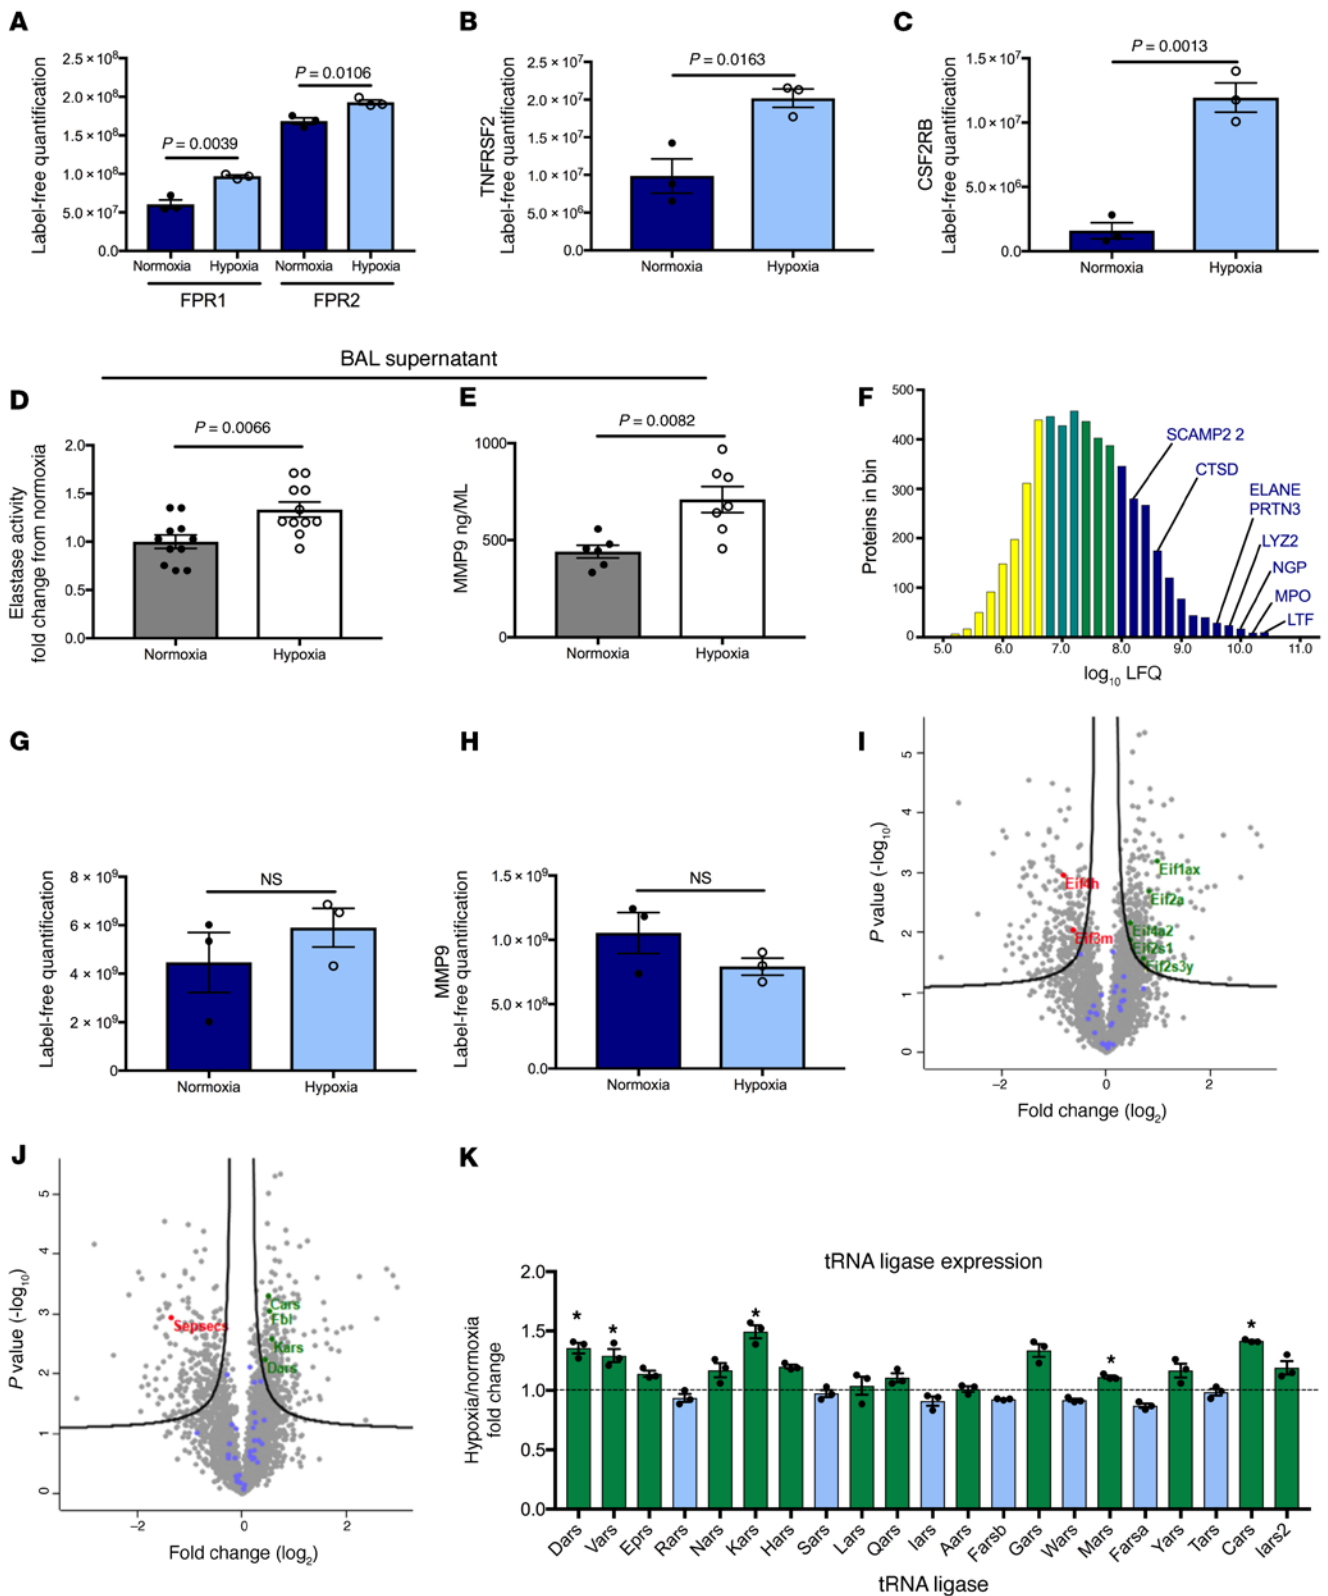 A
Label-free quantification
2.5 × 10⁸
2.0 × 10⁸
1.5 × 10⁸
1.0 × 10⁸
5.0 × 10⁷
0.0
P = 0.0039
P = 0.0106
Normoxia Hypoxia Normoxia Hypoxia
FPR1 FPR2
B
TNFRSF2
Label-free quantification
2.5 × 10⁷
2.0 × 10⁷
1.5 × 10⁷
1.0 × 10⁷
5.0 × 10⁶
0.0
P = 0.0163
Normoxia Hypoxia
C
CSF2RB
Label-free quantification
1.5 × 10⁷
1.0 × 10⁷
5.0 × 10⁶
0.0
P = 0.0013
Normoxia Hypoxia
BAL supernatant
D
Elastase activity
fold change from normoxia
2.0
1.5
1.0
0.5
0.0
P = 0.0066
Normoxia Hypoxia
E
MMP9 ng/ML
1000
500
0
P = 0.0082
Normoxia Hypoxia
F
Proteins in bin
500
400
300
200
100
0
SCAMP2 2
CTSD
ELANE
PRTN3
LYZ2
NGP
MPO
LTF
5.0 6.0 7.0 8.0 9.0 10.0 11.0
log₁₀ LFQ
G
Label-free quantification
8 × 10⁹
6 × 10⁹
4 × 10⁹
2 × 10⁹
0
NS
Normoxia Hypoxia
H
MMP9
Label-free quantification
1.5 × 10⁹
1.0 × 10⁹
5.0 × 10⁸
0.0
NS
Normoxia Hypoxia
I
P value (-log₁₀)
5
4
3
2
1
0
Eif4h
Eif3m
Eif1ax
Eif2a
Eif4a2
Eif2s1
Eif2s3y
−2 0 2
Fold change (log₂)
J
P value (-log₁₀)
5
4
3
2
1
0
Sepsecs
Cars
Fbl
Kars
Dars
−2 0 2
Fold change (log₂)
K
tRNA ligase expression
Hypoxia/normoxia
fold change
2.0
1.5
1.0
0.5
0.0
* * * * *
Dars Vars Eprs Rars Nars Kars Hars Sars Lars Qars Iars Aars Farsb Gars Wars Mars Farsa Yars Tars Cars Iars2
tRNA ligase